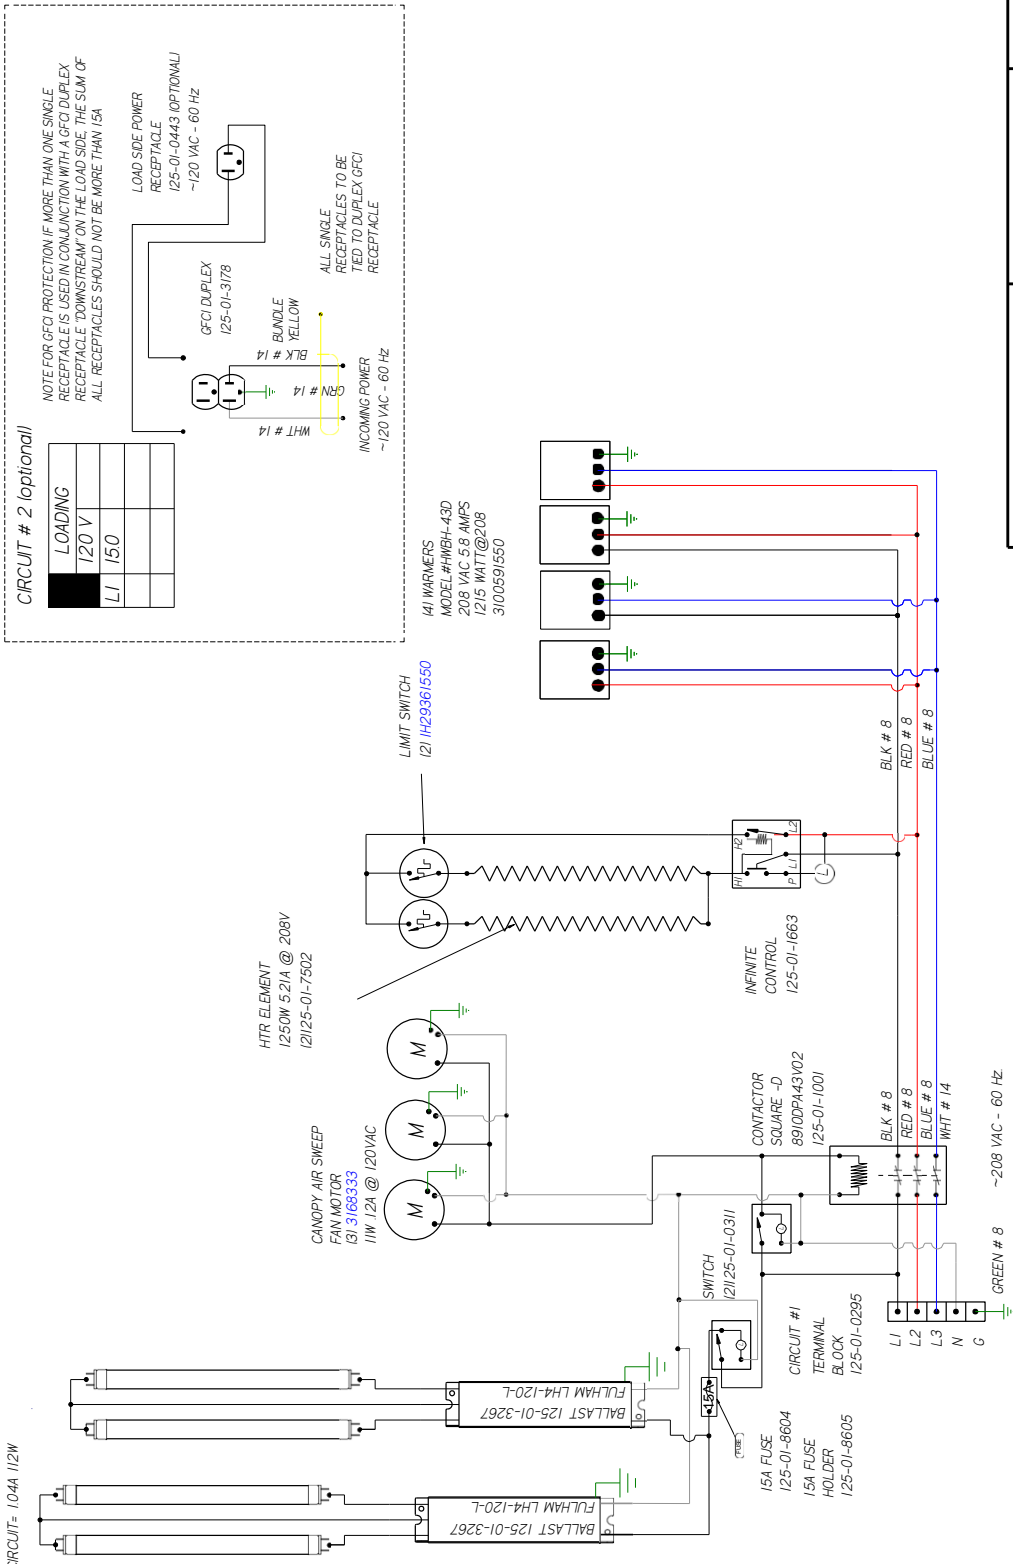 CIRCUIT # 2 (optional)
LOADING
120 V
L1 15.0
NOTE FOR GFCI PROTECTION IF MORE THAN ONE SINGLE
RECEPTACLE IS USED IN CONJUNCTION WITH A GFCI DUPLEX
RECEPTACLE "DOWNSTREAM" ON THE LOAD SIDE, THE SUM OF
ALL RECEPTACLES SHOULD NOT BE MORE THAN 15A
LOAD SIDE POWER
RECEPTACLE
125-01-0443 (OPTIONAL)
~120 VAC - 60 Hz
GFCI DUPLEX
125-01-3178
BUNDLE
YELLOW
BLK # 14
GRN # 14
WHT # 14
ALL SINGLE
RECEPTACLES TO BE
TIED TO DUPLEX GFCI
RECEPTACLE
INCOMING POWER
~120 VAC - 60 Hz
(4) WARMERS
MODEL#HWBH-43D
208 VAC 5.8 AMPS
1215 WATT@208
3100591550
LIMIT SWITCH
(2) IH29361550
HTR ELEMENT
1250W 5.21A @ 208V
(2)125-01-7502
H1
H2
P
L1
L2
L
INFINITE
CONTROL
125-01-1663
BLK # 8
RED # 8
BLUE # 8
M
M
M
CANOPY AIR SWEEP
FAN MOTOR
(3) 3168333
11W .12A @ 120VAC
CONTACTOR
SQUARE -D
8910DPA43V02
125-01-1001
BLK # 8
RED # 8
BLUE # 8
WHT # 14
~208 VAC - 60 Hz
GREEN # 8
SWITCH
(2)125-01-0311
CIRCUIT #1
TERMINAL
BLOCK
125-01-0295
L1
L2
L3
N
G
15A
FUSE
15A FUSE
125-01-8604
15A FUSE
HOLDER
125-01-8605
BALLAST 125-01-3267
FULHAM LH4-120-L
BALLAST 125-01-3267
FULHAM LH4-120-L
CIRCUIT= 1.04A 112W